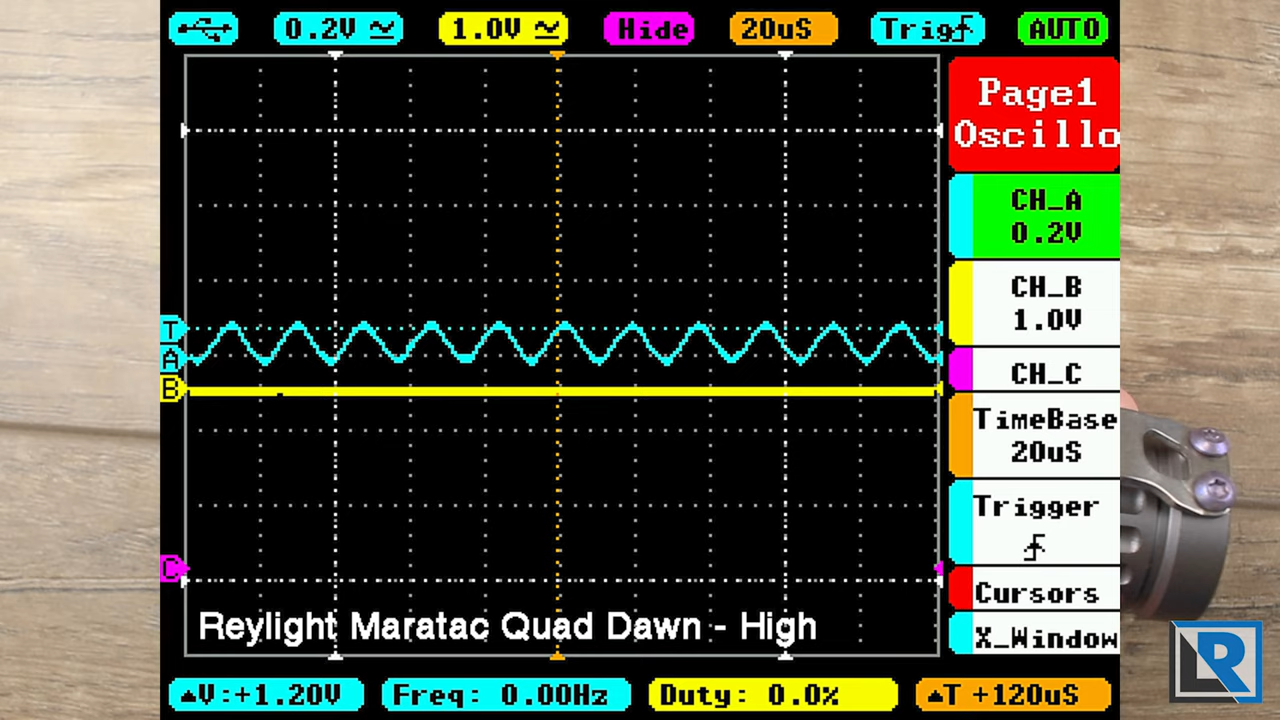 0.2V
1.0V
Hide
20uS
Trig
AUTO
Page1
Oscillo
CH_A
0.2V
CH_B
1.0V
CH_C
TimeBase
20uS
Trigger
Cursors
X_Window
T
A
B
C
Reylight Maratac Quad Dawn - High
▲V:+1.20V
Freq: 0.00Hz
Duty: 0.0%
▲T +120uS
LR